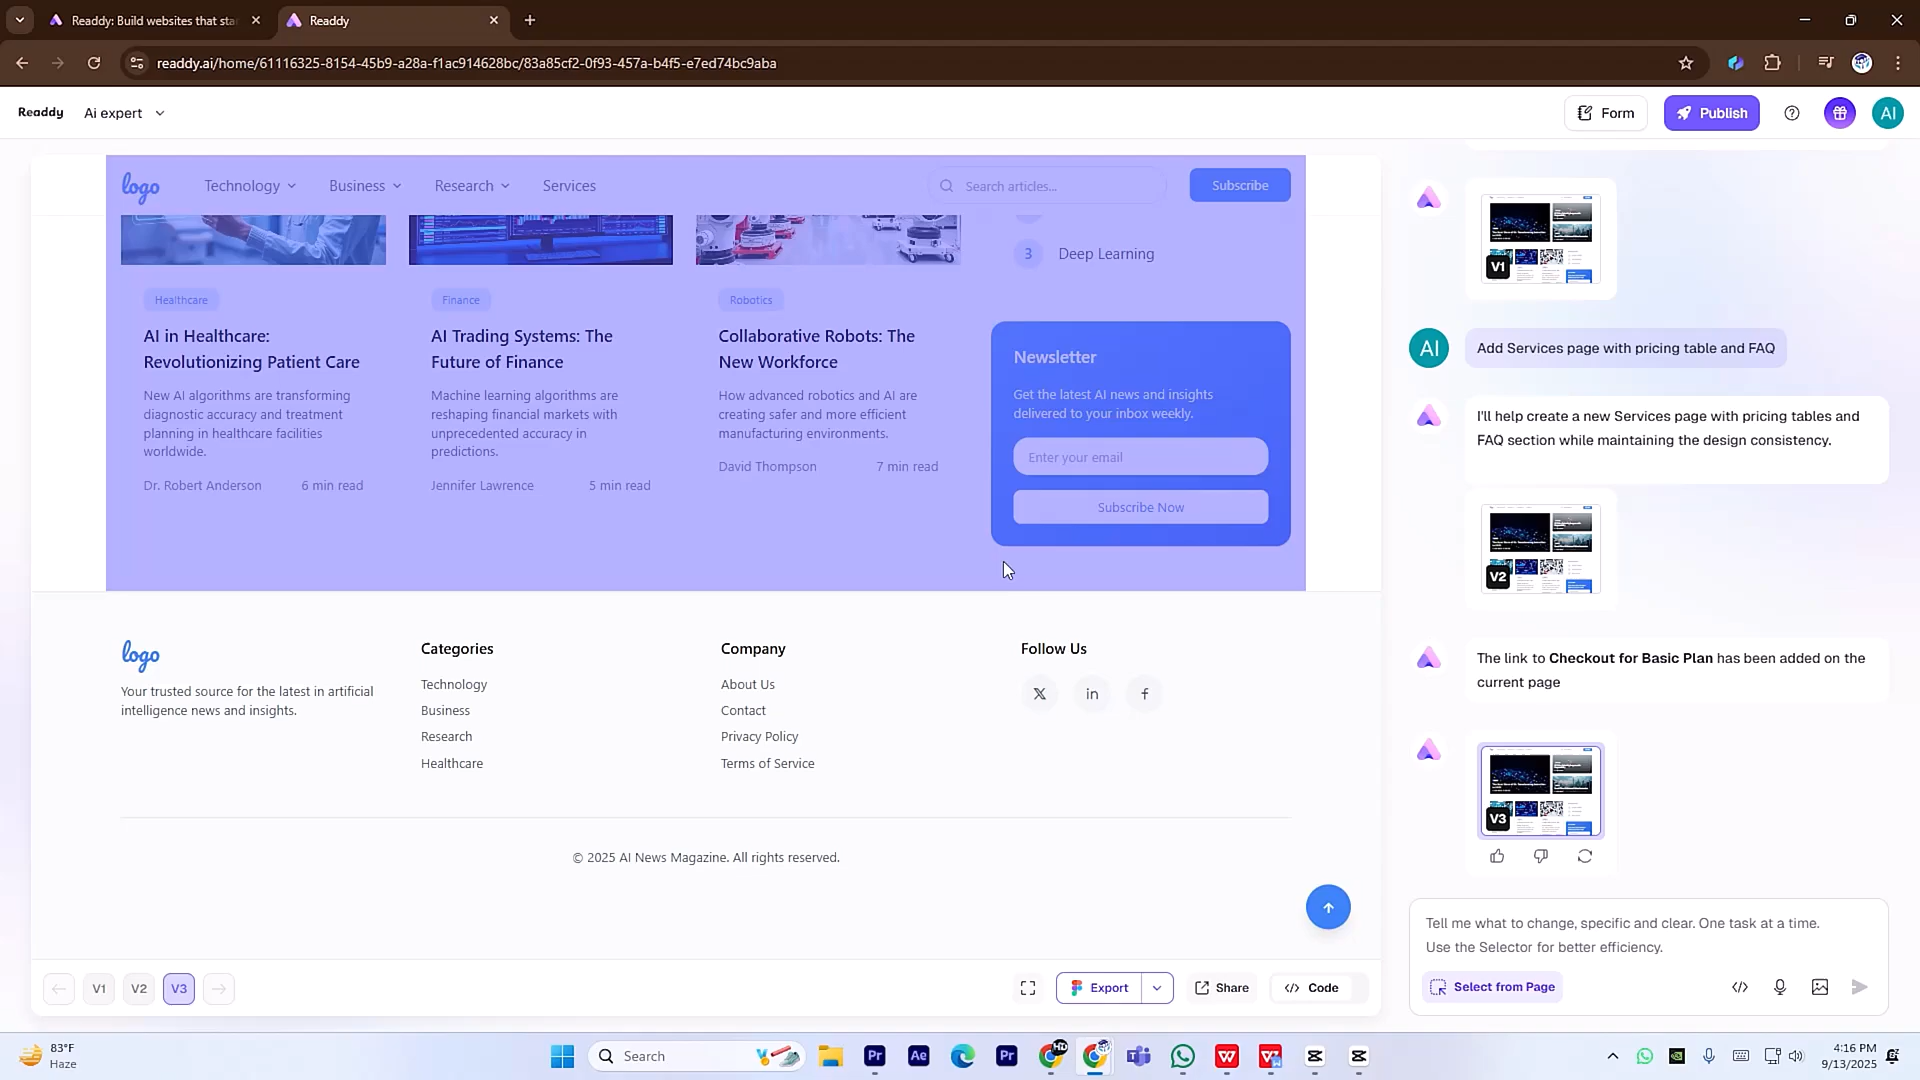 Readdy: Build websites that sta
Readdy
readdy.ai/home/61116325-8154-45b9-a28a-f1ac914628bc/83a85cf2-0f93-457a-b4f5-e7ed74bc9aba
Readdy
Ai expert
Form
Publish
AI
logo
Technology
Business
Research
Services
Search articles...
Subscribe
3
Deep Learning
Healthcare
AI in Healthcare:
Revolutionizing Patient Care
New AI algorithms are transforming
diagnostic accuracy and treatment
planning in healthcare facilities
worldwide.
Dr. Robert Anderson
6 min read
Finance
AI Trading Systems: The
Future of Finance
Machine learning algorithms are
reshaping financial markets with
unprecedented accuracy in
predictions.
Jennifer Lawrence
5 min read
Robotics
Collaborative Robots: The
New Workforce
How advanced robotics and AI are
creating safer and more efficient
manufacturing environments.
David Thompson
7 min read
Newsletter
Get the latest AI news and insights
delivered to your inbox weekly.
Enter your email
Subscribe Now
logo
Your trusted source for the latest in artificial
intelligence news and insights.
Categories
Technology
Business
Research
Healthcare
Company
About Us
Contact
Privacy Policy
Terms of Service
Follow Us
© 2025 AI News Magazine. All rights reserved.
V1
V2
V3
Export
Share
Code
V1
AI
Add Services page with pricing table and FAQ
I'll help create a new Services page with pricing tables and
FAQ section while maintaining the design consistency.
V2
The link to Checkout for Basic Plan has been added on the
current page
V3
Tell me what to change, specific and clear. One task at a time.
Use the Selector for better efficiency.
Select from Page
83°F
Haze
Search
Pr
Ae
Pr
HD
4:16 PM
9/13/2025